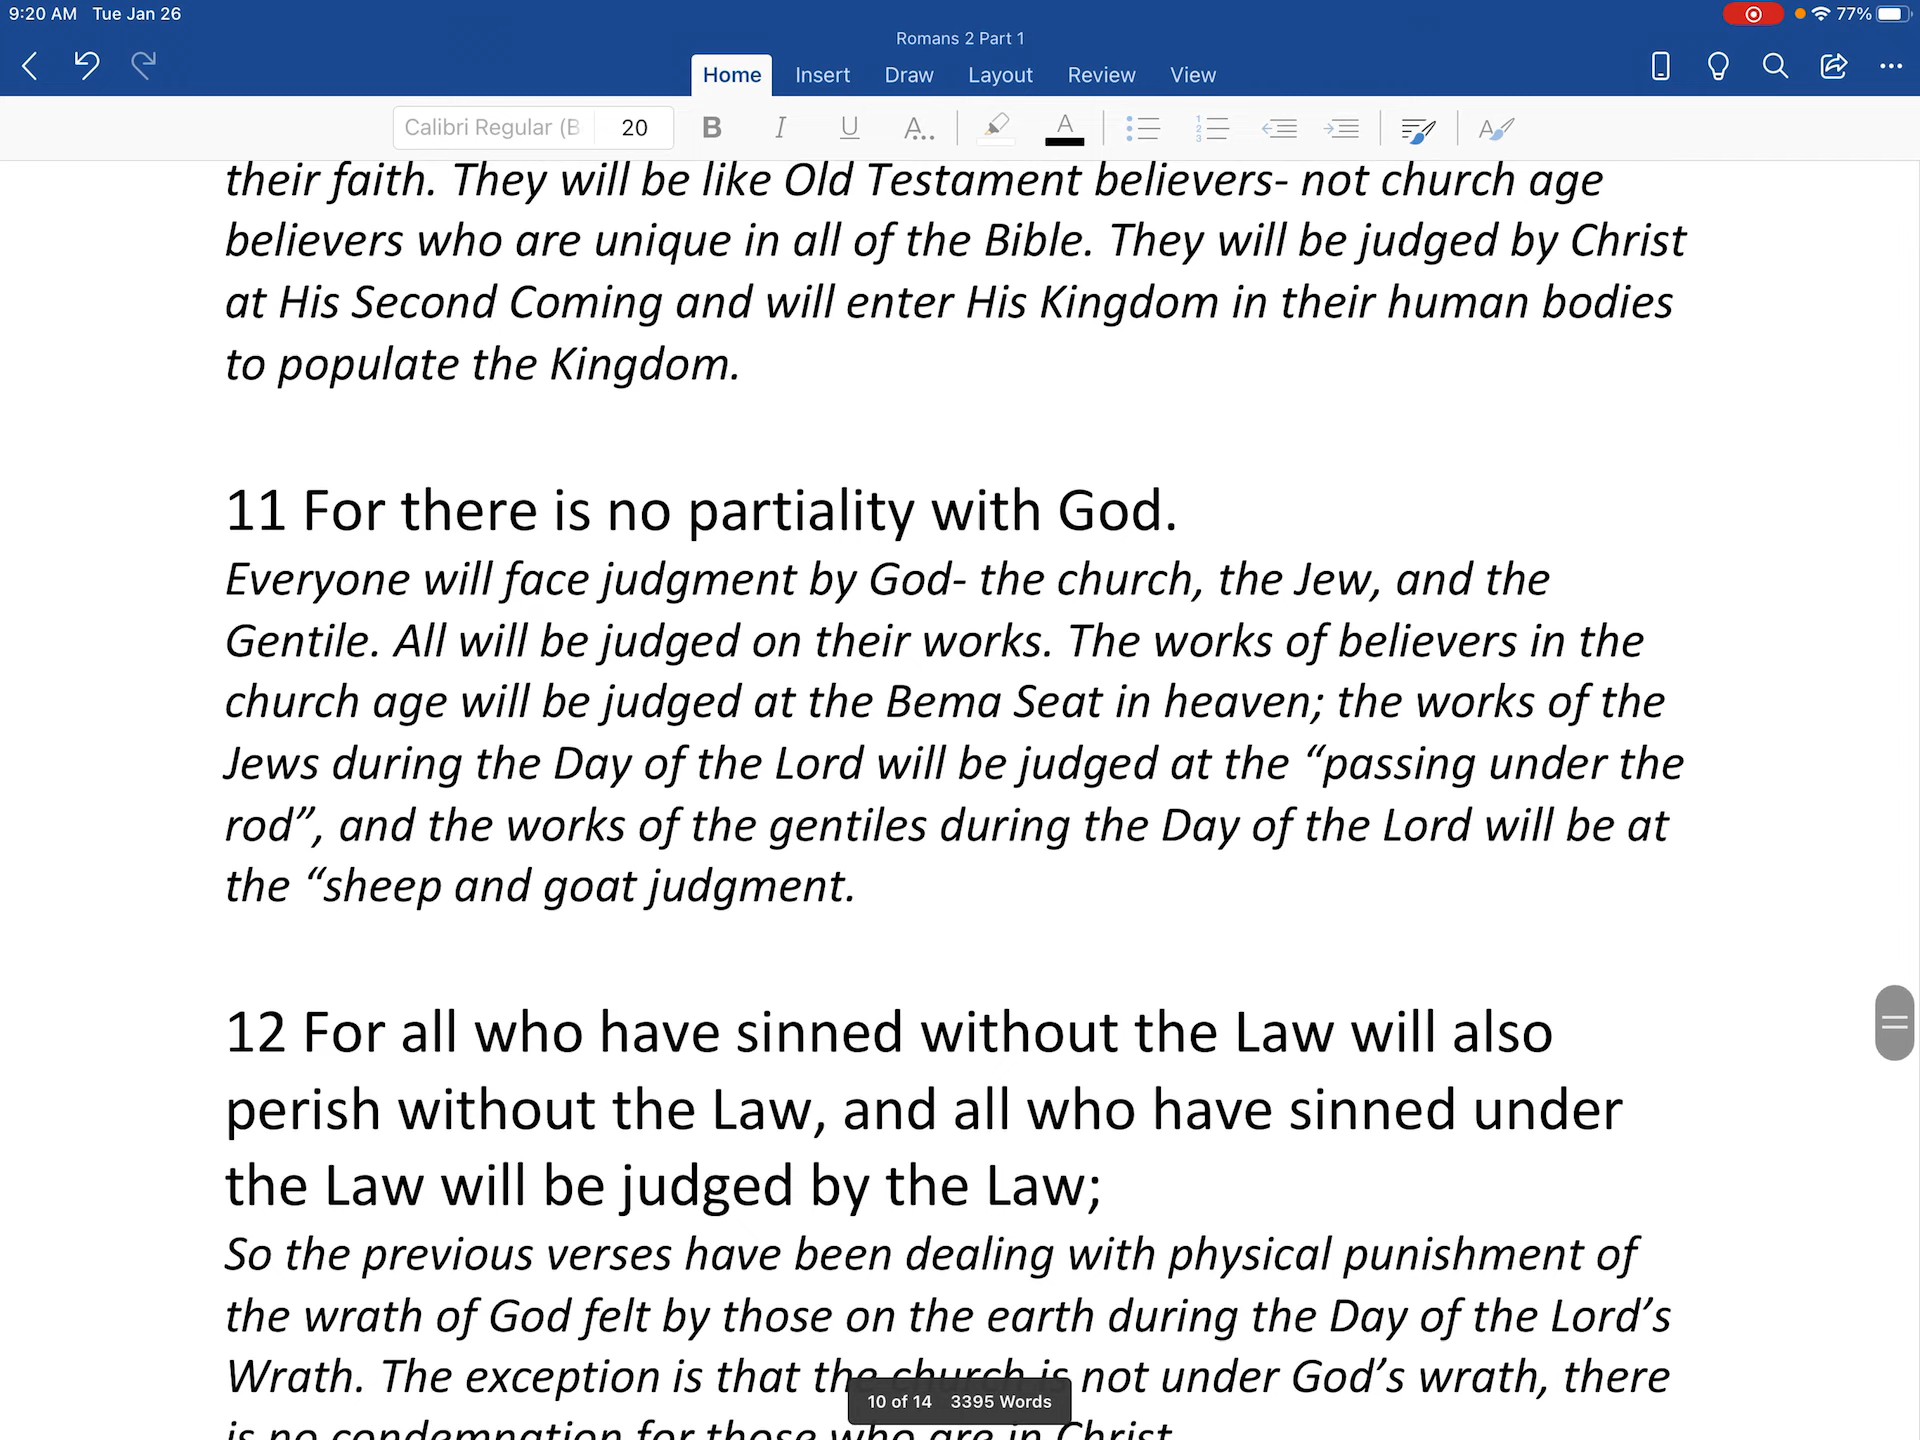 9:20 AM Tue Jan 26
77%
Romans 2 Part 1
Home Insert Draw Layout Review View
Calibri Regular (B 20 B I U A.. A A
their faith. They will be like Old Testament believers- not church age
believers who are unique in all of the Bible. They will be judged by Christ
at His Second Coming and will enter His Kingdom in their human bodies
to populate the Kingdom.
11 For there is no partiality with God.
Everyone will face judgment by God- the church, the Jew, and the
Gentile. All will be judged on their works. The works of believers in the
church age will be judged at the Bema Seat in heaven; the works of the
Jews during the Day of the Lord will be judged at the “passing under the
rod”, and the works of the gentiles during the Day of the Lord will be at
the “sheep and goat judgment.
12 For all who have sinned without the Law will also
perish without the Law, and all who have sinned under
the Law will be judged by the Law;
So the previous verses have been dealing with physical punishment of
the wrath of God felt by those on the earth during the Day of the Lord’s
Wrath. The exception is that the church is not under God’s wrath, there
is no condemnation for those who are in Christ.
10 of 14 3395 Words